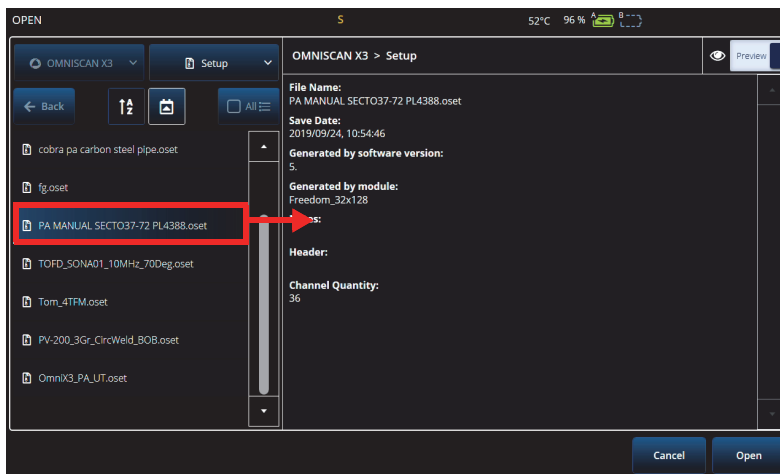 OPEN
S
52°C 96 % A B
OMNISCAN X3
Setup
OMNISCAN X3 > Setup
Preview
Back
All
File Name:
PA MANUAL SECTO37-72 PL4388.oset
Save Date:
2019/09/24, 10:54:46
Generated by software version:
5.
Generated by module:
Freedom_32x128
Header:
Channel Quantity:
36
cobra pa carbon steel pipe.oset
fg.oset
PA MANUAL SECTO37-72 PL4388.oset
TOFD_SONA01_10MHz_70Deg.oset
Tom_4TFM.oset
PV-200_3Gr_CircWeld_BOB.oset
OmniX3_PA_UT.oset
Cancel
Open